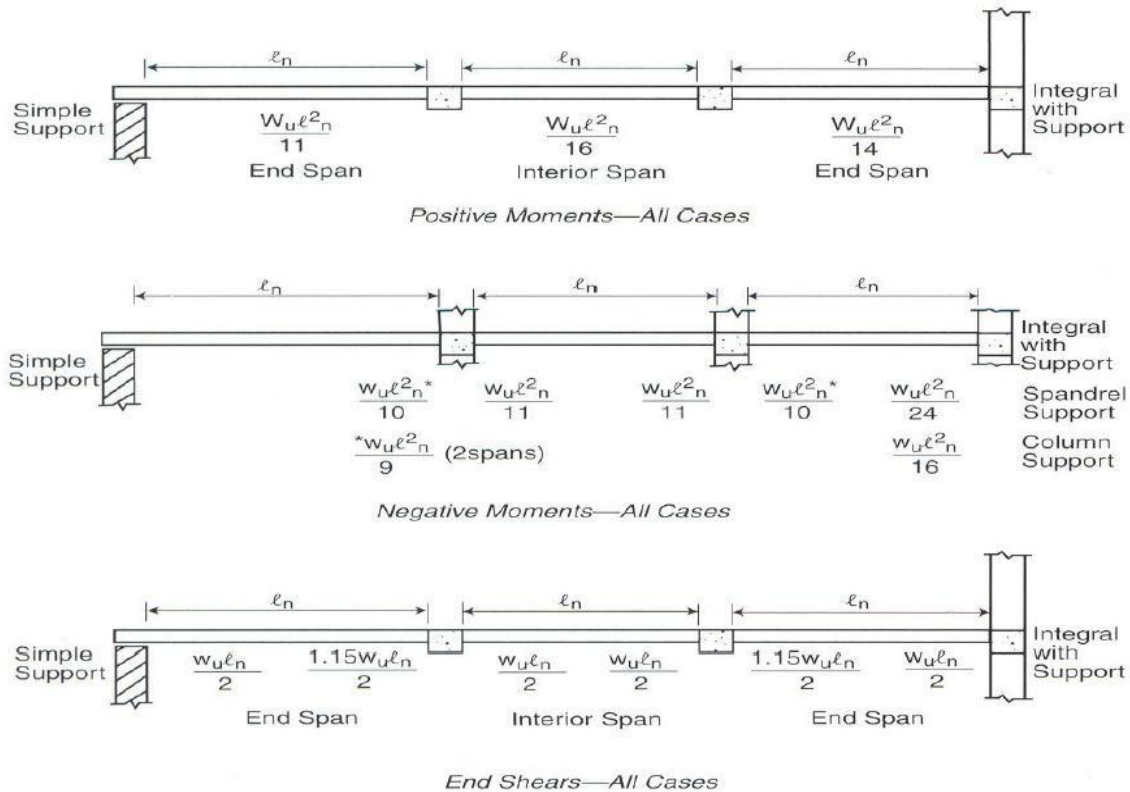 ℓn ℓn ℓn
Simple Support
Integral with Support
Wuℓ²n/11 Wuℓ²n/16 Wuℓ²n/14
End Span Interior Span End Span
Positive Moments—All Cases
ℓn ℓn ℓn
Simple Support
Integral with Support
wuℓ²n*/10 wuℓ²n/11 wuℓ²n/11 wuℓ²n*/10 wuℓ²n/24 Spandrel Support
*wuℓ²n/9 (2spans) wuℓ²n/16 Column Support
Negative Moments—All Cases
ℓn ℓn ℓn
Simple Support
Integral with Support
wuℓn/2 1.15wuℓn/2 wuℓn/2 wuℓn/2 1.15wuℓn/2 wuℓn/2
End Span Interior Span End Span
End Shears—All Cases